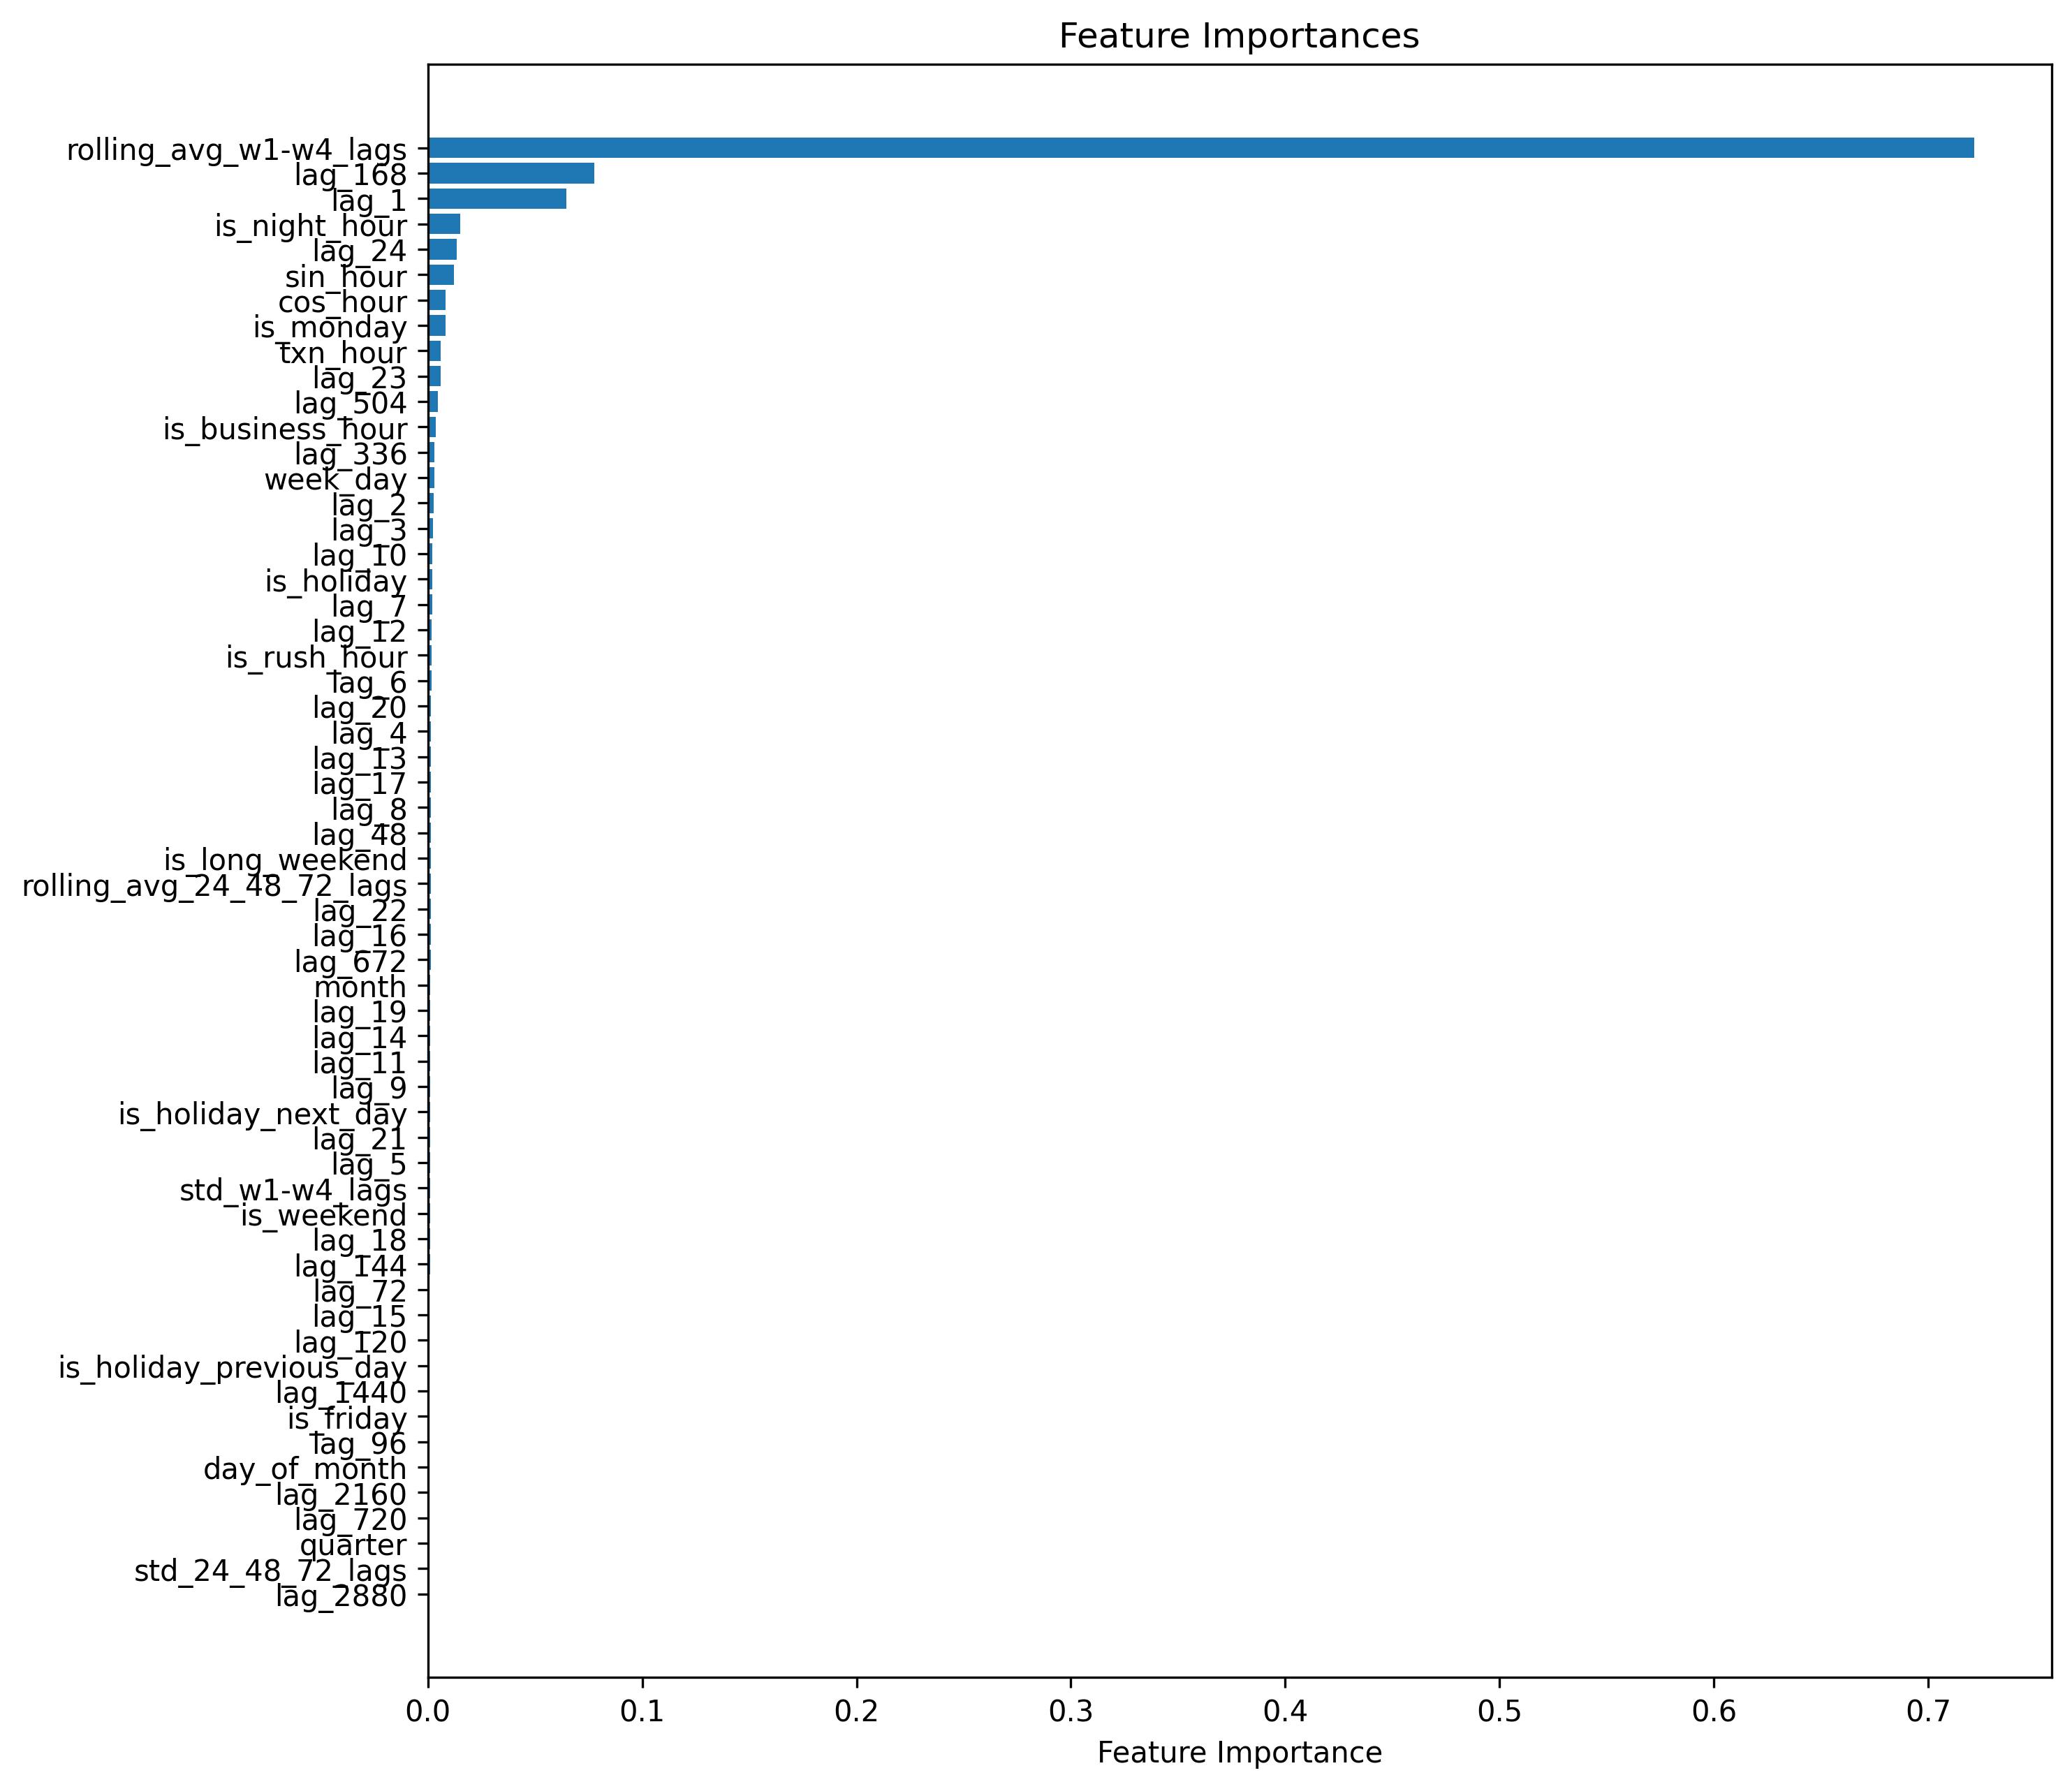 Feature Importances
rolling_avg_w1-w4_lags
lag_168
lag_1
is_night_hour
lag_24
sin_hour
cos_hour
is_monday
txn_hour
lag_23
lag_504
is_business_hour
lag_336
week_day
lag_2
lag_3
lag_10
is_holiday
lag_7
lag_12
is_rush_hour
lag_6
lag_20
lag_4
lag_13
lag_17
lag_8
lag_48
is_long_weekend
rolling_avg_24_48_72_lags
lag_22
lag_16
lag_672
month
lag_19
lag_14
lag_11
lag_9
is_holiday_next_day
lag_21
lag_5
std_w1-w4_lags
is_weekend
lag_18
lag_144
lag_72
lag_15
lag_120
is_holiday_previous_day
lag_1440
is_friday
lag_96
day_of_month
lag_2160
lag_720
quarter
std_24_48_72_lags
lag_2880
0.0 0.1 0.2 0.3 0.4 0.5 0.6 0.7
Feature Importance